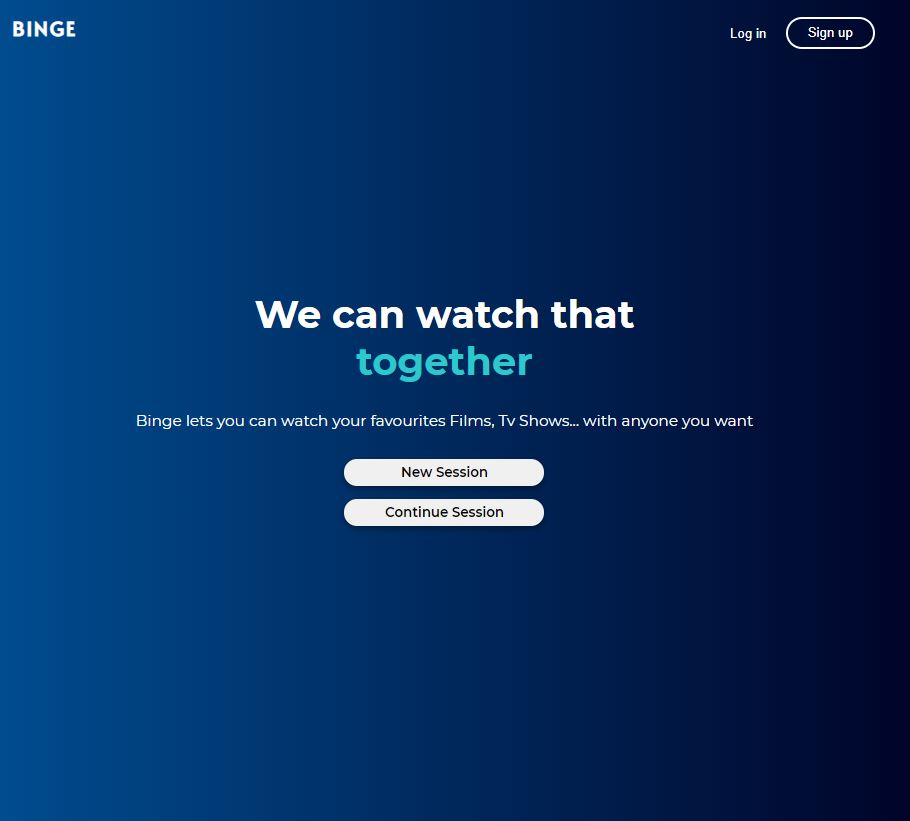 BINGE
Log in
Sign up
We can watch that
together
Binge lets you can watch your favourites Films, Tv Shows... with anyone you want
New Session
Continue Session